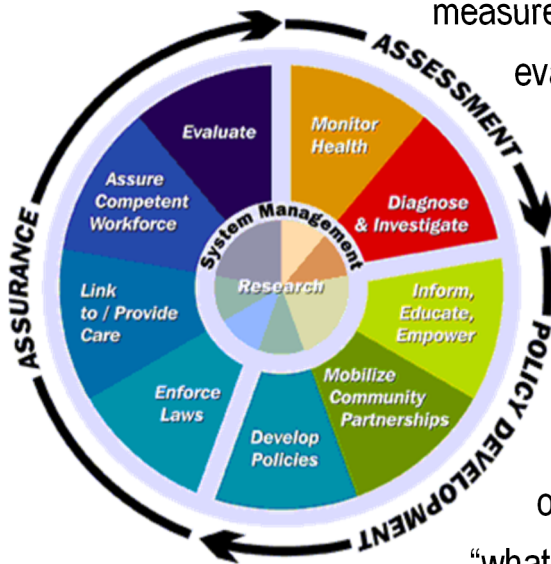 measure
eva
ASSESSMENT
POLICY DEVELOPMENT
ASSURANCE
Monitor
Health
Diagnose
& Investigate
Inform,
Educate,
Empower
Mobilize
Community
Partnerships
Develop
Policies
Enforce
Laws
Link
to / Provide
Care
Assure
Competent
Workforce
Evaluate
System Management
Research
o
“what